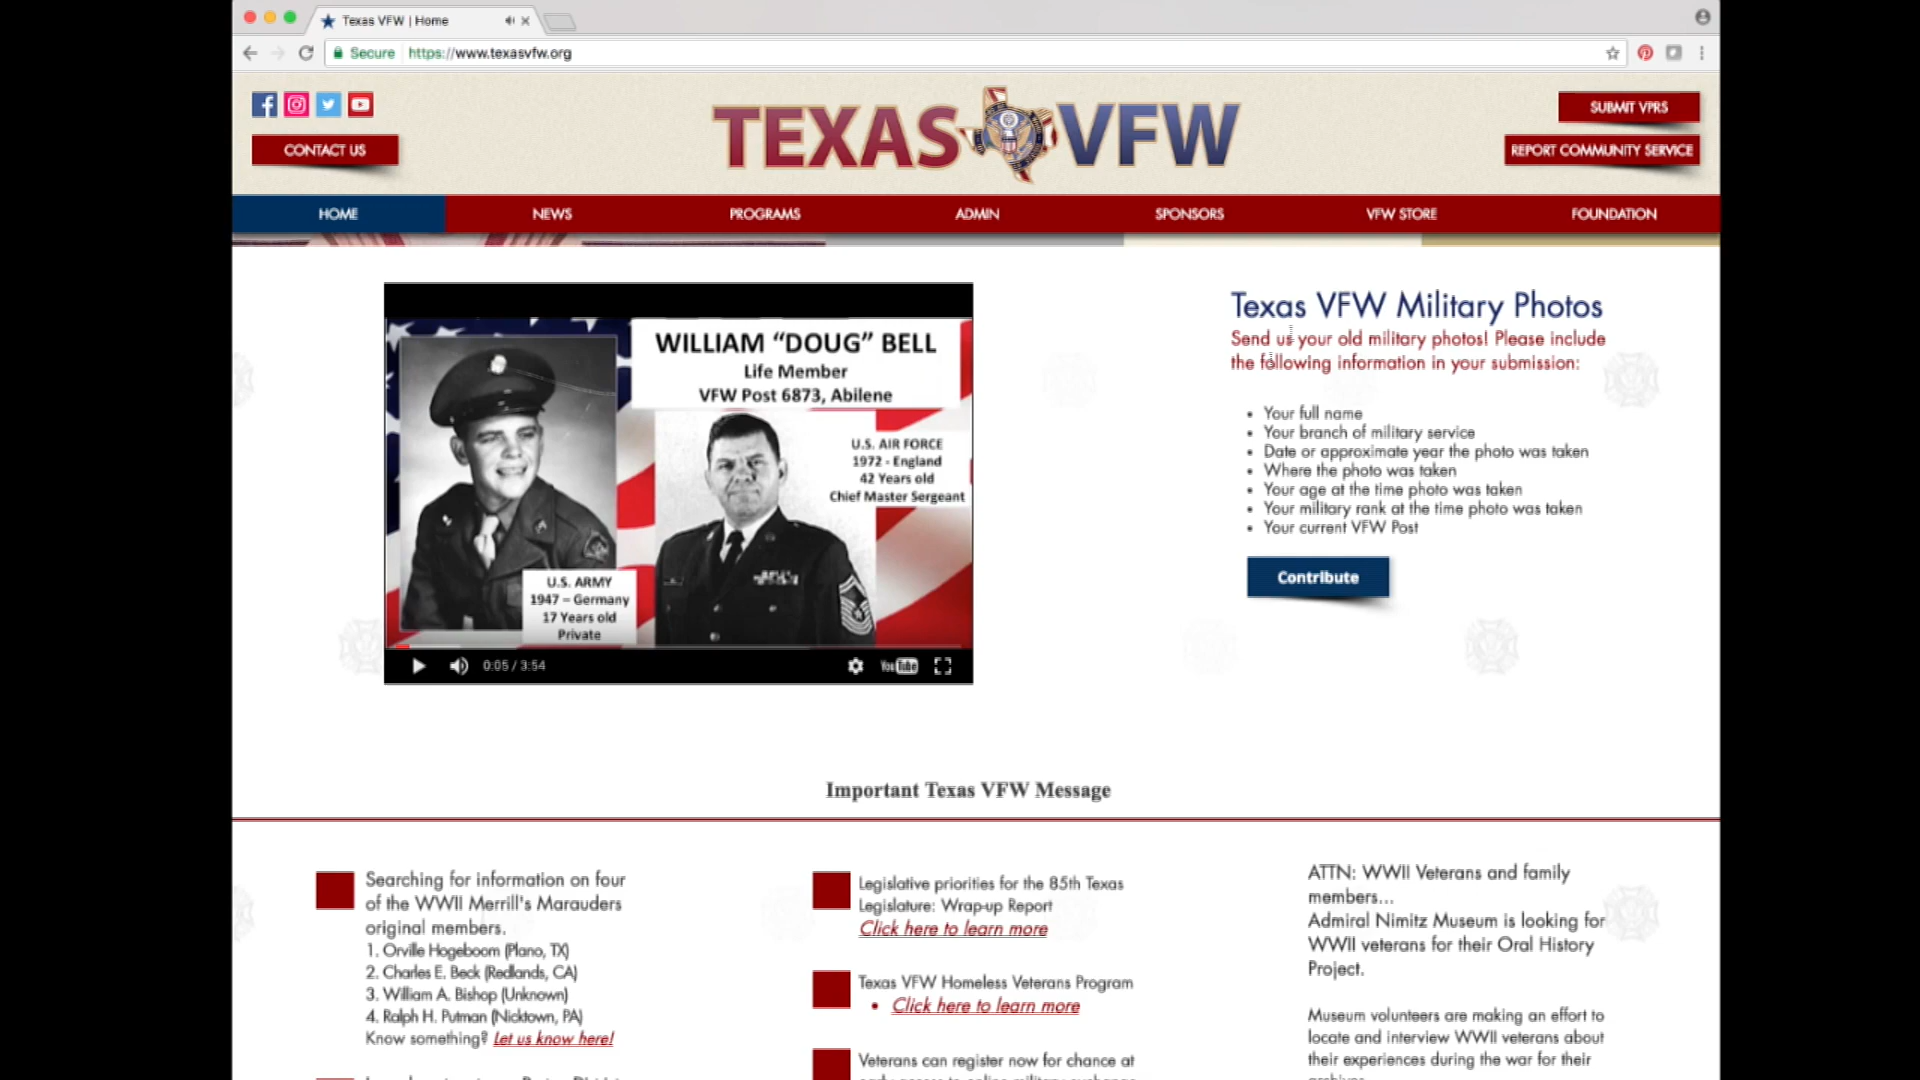 Texas VFW | Home
Secure https://www.texasvfw.org
CONTACT US
TEXAS VFW
SUBMIT VPRS
REPORT COMMUNITY SERVICE
HOME NEWS PROGRAMS ADMIN SPONSORS VFW STORE FOUNDATION
WILLIAM “DOUG” BELL
Life Member
VFW Post 6873, Abilene
U.S. AIR FORCE
1972 - England
42 Years old
Chief Master Sergeant
U.S. ARMY
1947 – Germany
17 Years old
Private
0:05 / 3:54
YouTube
Texas VFW Military Photos
Send us your old military photos! Please include
the following information in your submission:
• Your full name
• Your branch of military service
• Date or approximate year the photo was taken
• Where the photo was taken
• Your age at the time photo was taken
• Your military rank at the time photo was taken
• Your current VFW Post
Contribute
Important Texas VFW Message
Searching for information on four
of the WWII Merrill's Marauders
original members.
1. Orville Hogeboom (Plano, TX)
2. Charles E. Beck (Redlands, CA)
3. William A. Bishop (Unknown)
4. Ralph H. Putman (Nicktown, PA)
Know something? Let us know here!
Legislative priorities for the 85th Texas
Legislature: Wrap-up Report
Click here to learn more
Texas VFW Homeless Veterans Program
• Click here to learn more
Veterans can register now for chance at
ATTN: WWII Veterans and family
members...
Admiral Nimitz Museum is looking for
WWII veterans for their Oral History
Project.
Museum volunteers are making an effort to
locate and interview WWII veterans about
their experiences during the war for their